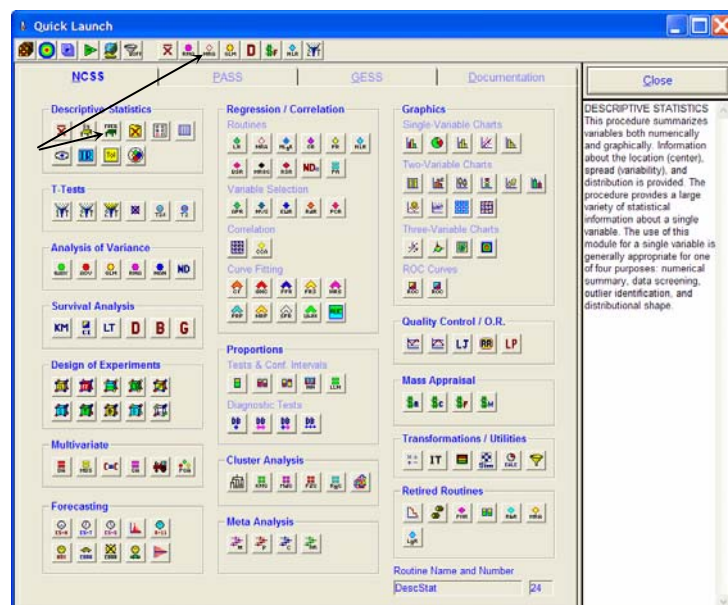 Quick Launch
NCSS
PASS
GESS
Documentation
Close
Descriptive Statistics
T-Tests
Analysis of Variance
GLM
ND
Survival Analysis
KM
LT
D
B
G
Design of Experiments
Multivariate
Forecasting
Regression / Correlation
Routines
Variable Selection
Correlation
Curve Fitting
Proportions
Tests & Conf. Intervals
Diagnostic Tests
Cluster Analysis
Meta Analysis
Graphics
Single-Variable Charts
Two-Variable Charts
Three-Variable Charts
ROC Curves
ROC
ROC
Quality Control / O.R.
LJ
RR
LP
Mass Appraisal
Transformations / Utilities
IT
Retired Routines
Routine Name and Number
DescStat
24
DESCRIPTIVE STATISTICS
This procedure summarizes
variables both numerically
and graphically. Information
about the location (center),
spread (variability), and
distribution is provided. The
procedure provides a large
variety of statistical
information about a single
variable. The use of this
module for a single variable is
generally appropriate for one
of four purposes: numerical
summary, data screening,
outlier identification, and
distributional shape.